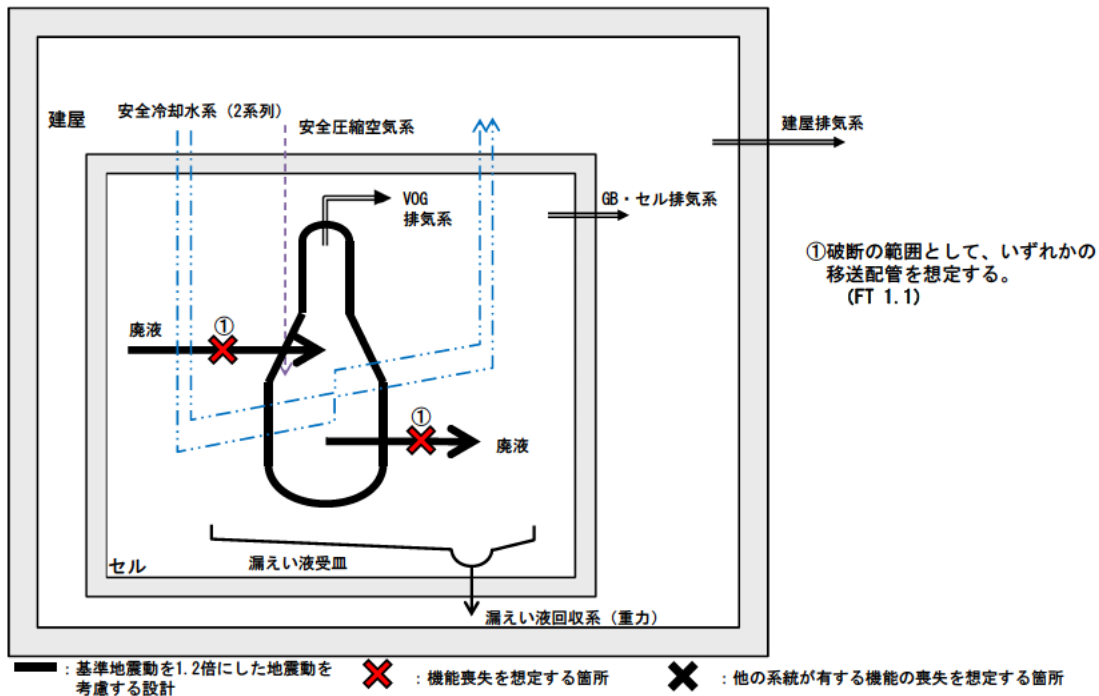 建屋
安全冷却水系（2系列）
安全圧縮空気系
建屋排気系
VOG
排気系
GB・セル排気系
①破断の範囲として、いずれかの
移送配管を想定する。
(FT 1.1)
廃液
①
①
廃液
セル
漏えい液受皿
漏えい液回収系（重力）
：基準地震動を1.2倍にした地震動を
考慮する設計
：機能喪失を想定する箇所
：他の系統が有する機能の喪失を想定する箇所